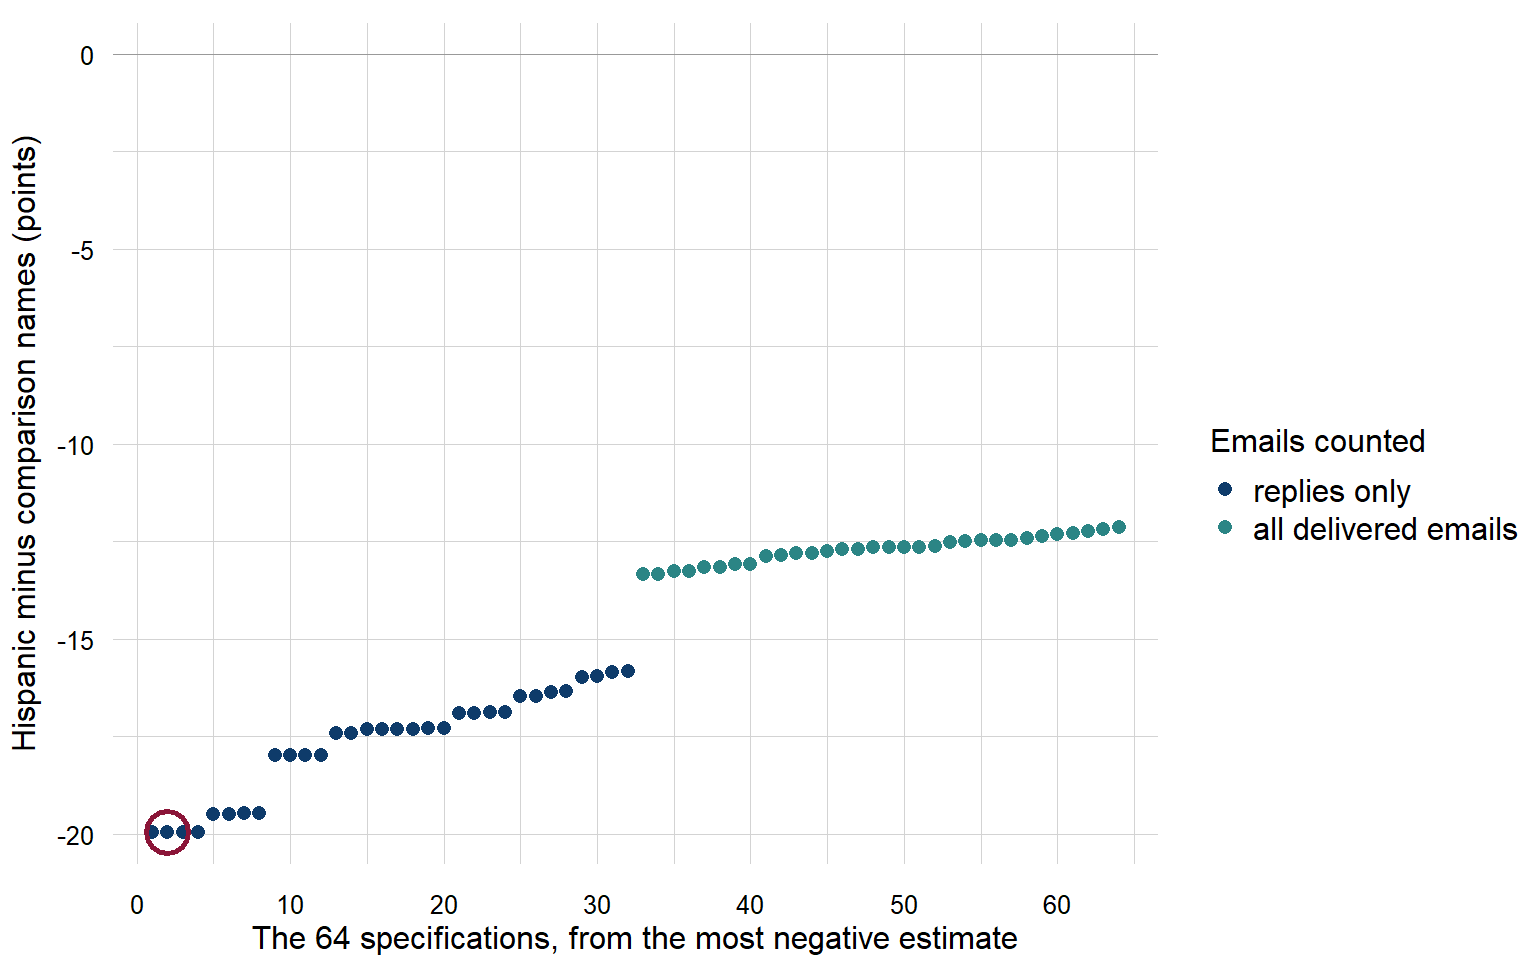 Hispanic minus comparison names (points)
0
-5
-10
-15
-20
0 10 20 30 40 50 60
The 64 specifications, from the most negative estimate
Emails counted
replies only
all delivered emails